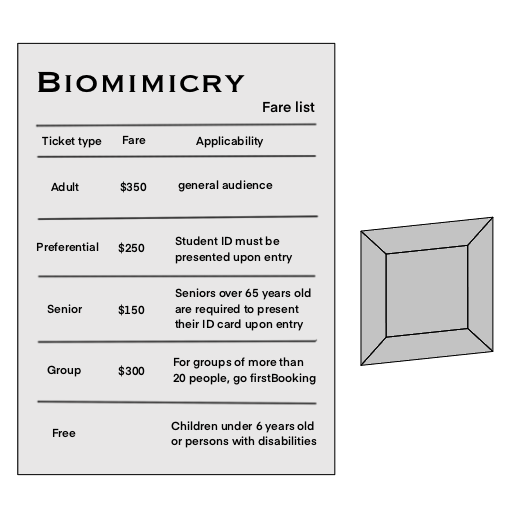 BIOMIMICRY
Fare list
Ticket type Fare Applicability
Adult $350 general audience
Preferential $250 Student ID must be
presented upon entry
Senior $150 Seniors over 65 years old
are required to present
their ID card upon entry
Group $300 For groups of more than
20 people, go firstBooking
Free Children under 6 years old
or persons with disabilities